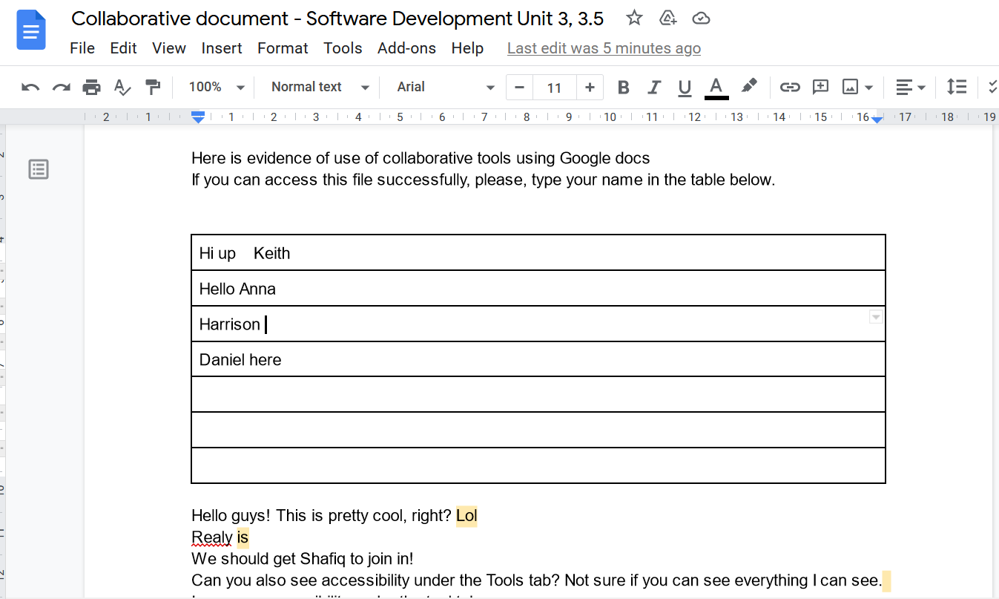 Collaborative document - Software Development Unit 3, 3.5
File Edit View Insert Format Tools Add-ons Help Last edit was 5 minutes ago
100% Normal text Arial − 11 + B I U A
2 1 1 2 3 4 5 6 7 8 9 10 11 12 13 14 15 16 17 18 19
Here is evidence of use of collaborative tools using Google docs
If you can access this file successfully, please, type your name in the table below.
Hi up Keith
Hello Anna
Harrison
Daniel here
Hello guys! This is pretty cool, right? Lol
Realy is
We should get Shafiq to join in!
Can you also see accessibility under the Tools tab? Not sure if you can see everything I can see.